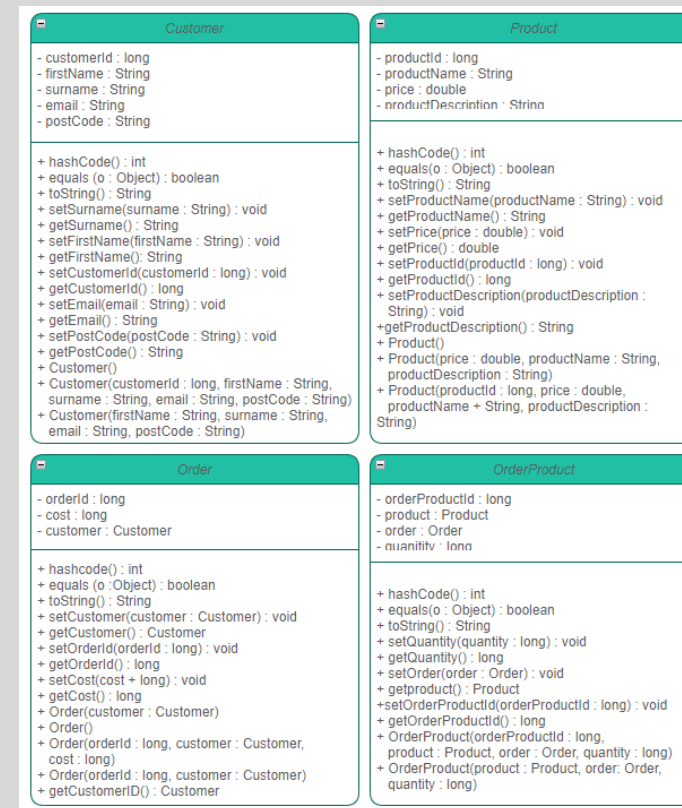 Customer
- customerId : long
- firstName : String
- surname : String
- email : String
- postCode : String
+ hashCode() : int
+ equals (o : Object) : boolean
+ toString() : String
+ setSurname(surname : String) : void
+ getSurname() : String
+ setFirstName(firstName : String) : void
+ getFirstName(): String
+ setCustomerId(customerId : long) : void
+ getCustomerId() : long
+ setEmail(email : String) : void
+ getEmail() : String
+ setPostCode(postCode : String) : void
+ getPostCode() : String
+ Customer()
+ Customer(customerId : long, firstName : String,
surname : String, email : String, postCode : String)
+ Customer(firstName : String, surname : String,
email : String, postCode : String)
Product
- productId : long
- productName : String
- price : double
- productDescription : String
+ hashCode() : int
+ equals(o : Object) : boolean
+ toString() : String
+ setProductName(productName : String) : void
+ getProductName() : String
+ setPrice(price : double) : void
+ getPrice() : double
+ setProductId(productId : long) : void
+ getProductId() : long
+ setProductDescription(productDescription :
String) : void
+getProductDescription() : String
+ Product()
+ Product(price : double, productName : String,
productDescription : String)
+ Product(productId : long, price : double,
productName + String, productDescription :
String)
Order
- orderId : long
- cost : long
- customer : Customer
+ hashcode() : int
+ equals (o :Object) : boolean
+ toString() : String
+ setCustomer(customer : Customer) : void
+ getCustomer() : Customer
+ setOrderId(orderId : long) : void
+ getOrderId() : long
+ setCost(cost + long) : void
+ getCost() : long
+ Order(customer : Customer)
+ Order()
+ Order(orderId : long, customer : Customer,
cost : long)
+ Order(orderId : long, customer : Customer)
+ getCustomerID() : Customer
OrderProduct
- orderProductId : long
- product : Product
- order : Order
- quanitity : long
+ hashCode() : int
+ equals(o : Object) : boolean
+ toString() : String
+ setQuantity(quantity : long) : void
+ getQuantity() : long
+ setOrder(order : Order) : void
+ getproduct() : Product
+setOrderProductId(orderProductId : long) : void
+ getOrderProductId() : long
+ OrderProduct(orderProductId : long,
product : Product, order : Order, quantity : long)
+ OrderProduct(product : Product, order: Order,
quantity : long)